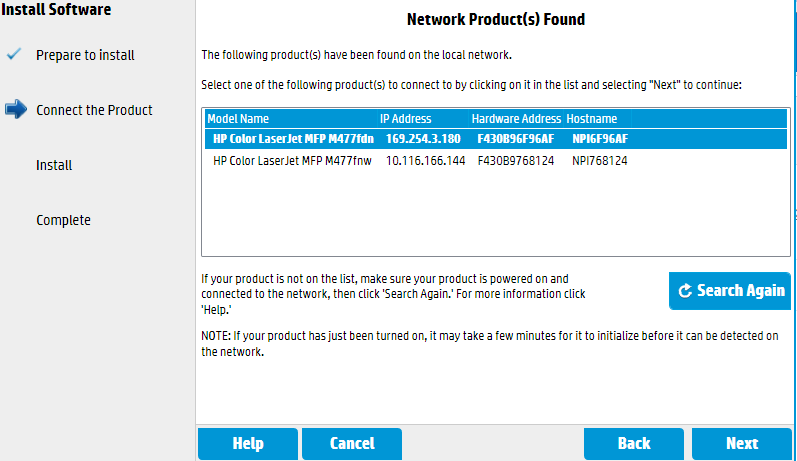 Install Software
Prepare to install
Connect the Product
Install
Complete
Network Product(s) Found
The following product(s) have been found on the local network.
Select one of the following product(s) to connect to by clicking on it in the list and selecting "Next" to continue:
Model Name IP Address Hardware Address Hostname
HP Color LaserJet MFP M477fdn 169.254.3.180 F430B96F96AF NPI6F96AF
HP Color LaserJet MFP M477fnw 10.116.166.144 F430B9768124 NPI768124
If your product is not on the list, make sure your product is powered on and
connected to the network, then click 'Search Again.' For more information click
'Help.'
Search Again
NOTE: If your product has just been turned on, it may take a few minutes for it to initialize before it can be detected on
the network.
Help Cancel Back Next